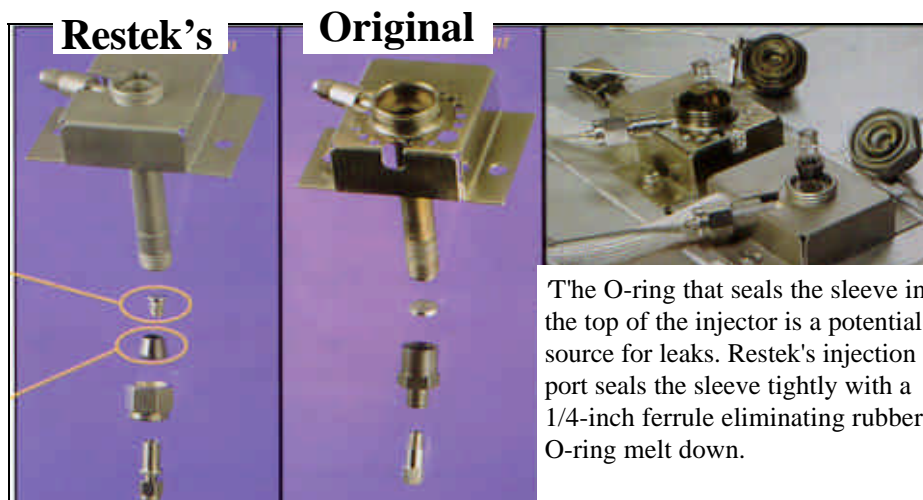 Restek's
Original
'T'he O-ring that seals the sleeve in
the top of the injector is a potential
source for leaks. Restek's injection
port seals the sleeve tightly with a
1/4-inch ferrule eliminating rubber
O-ring melt down.